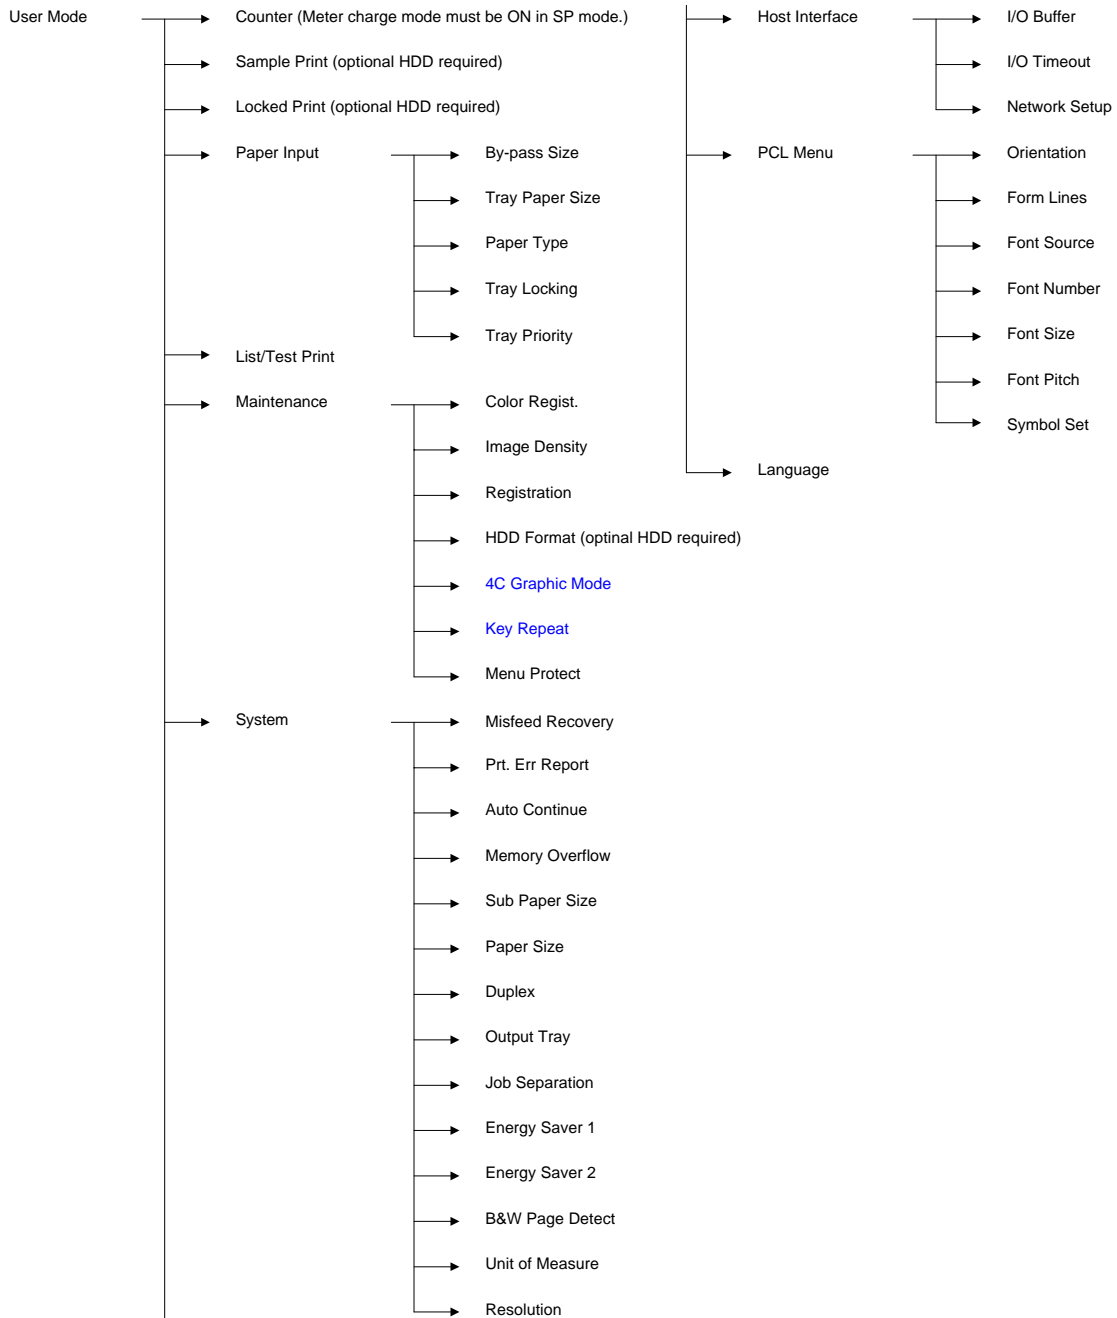 User Mode
Counter (Meter charge mode must be ON in SP mode.)
Sample Print (optional HDD required)
Locked Print (optional HDD required)
Paper Input
By-pass Size
Tray Paper Size
Paper Type
Tray Locking
Tray Priority
List/Test Print
Maintenance
Color Regist.
Image Density
Registration
HDD Format (optinal HDD required)
4C Graphic Mode
Key Repeat
Menu Protect
System
Misfeed Recovery
Prt. Err Report
Auto Continue
Memory Overflow
Sub Paper Size
Paper Size
Duplex
Output Tray
Job Separation
Energy Saver 1
Energy Saver 2
B&W Page Detect
Unit of Measure
Resolution
Host Interface
I/O Buffer
I/O Timeout
Network Setup
PCL Menu
Orientation
Form Lines
Font Source
Font Number
Font Size
Font Pitch
Symbol Set
Language